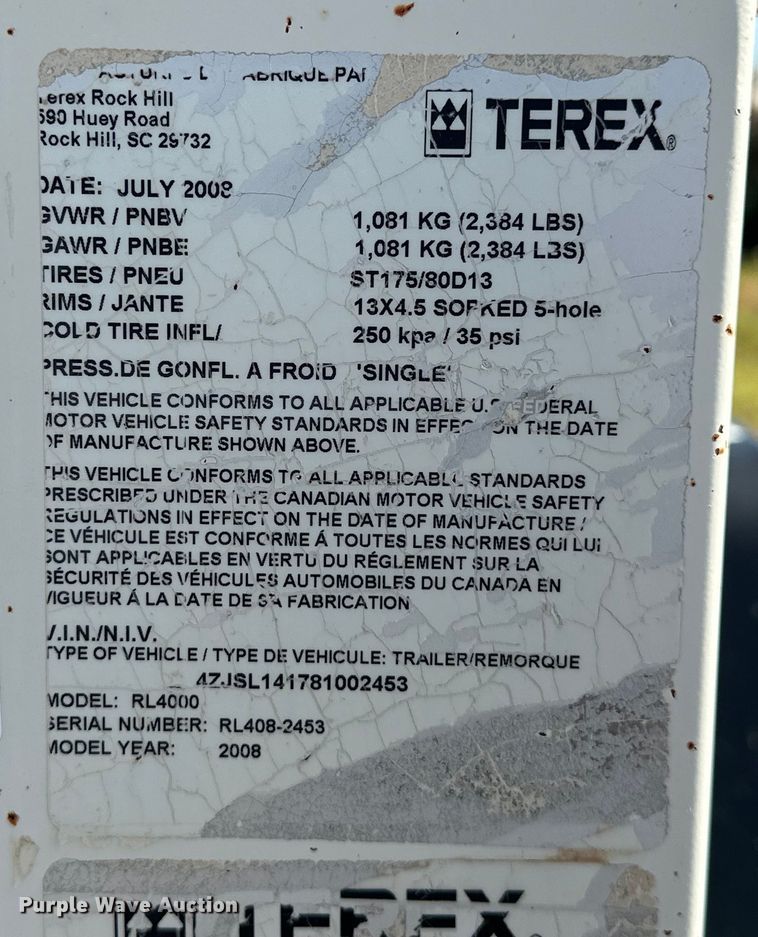 ABRIQUE PAR
Terex Rock Hill
590 Huey Road
Rock Hill, SC 29732
TEREX®
DATE: JULY 2008
GVWR / PNBV 1,081 KG (2,384 LBS)
GAWR / PNBE 1,081 KG (2,384 LBS)
TIRES / PNEU ST175/80D13
RIMS / JANTE 13X4.5 SOPKED 5-hole
COLD TIRE INFL/ 250 kpa / 35 psi
PRESS.DE GONFL. A FROID 'SINGLE'
THIS VEHICLE CONFORMS TO ALL APPLICABLE U.S. FEDERAL
MOTOR VEHICLE SAFETY STANDARDS IN EFFECT ON THE DATE
OF MANUFACTURE SHOWN ABOVE.
THIS VEHICLE CONFORMS TO ALL APPLICABLE STANDARDS
PRESCRIBED UNDER THE CANADIAN MOTOR VEHICLE SAFETY
REGULATIONS IN EFFECT ON THE DATE OF MANUFACTURE /
CE VÉHICULE EST CONFORME Á TOUTES LES NORMES QUI LUI
SONT APPLICABLES EN VERTU DU RÉGLEMENT SUR LA
SÉCURITÉ DES VÉHICULES AUTOMOBILES DU CANADA EN
VIGUEUR Á LA DATE DE SA FABRICATION
V.I.N./N.I.V.
TYPE OF VEHICLE / TYPE DE VEHICULE: TRAILER/REMORQUE
4ZJSL141781002453
MODEL: RL4000
SERIAL NUMBER: RL408-2453
MODEL YEAR: 2008
TEREX
Purple Wave Auction